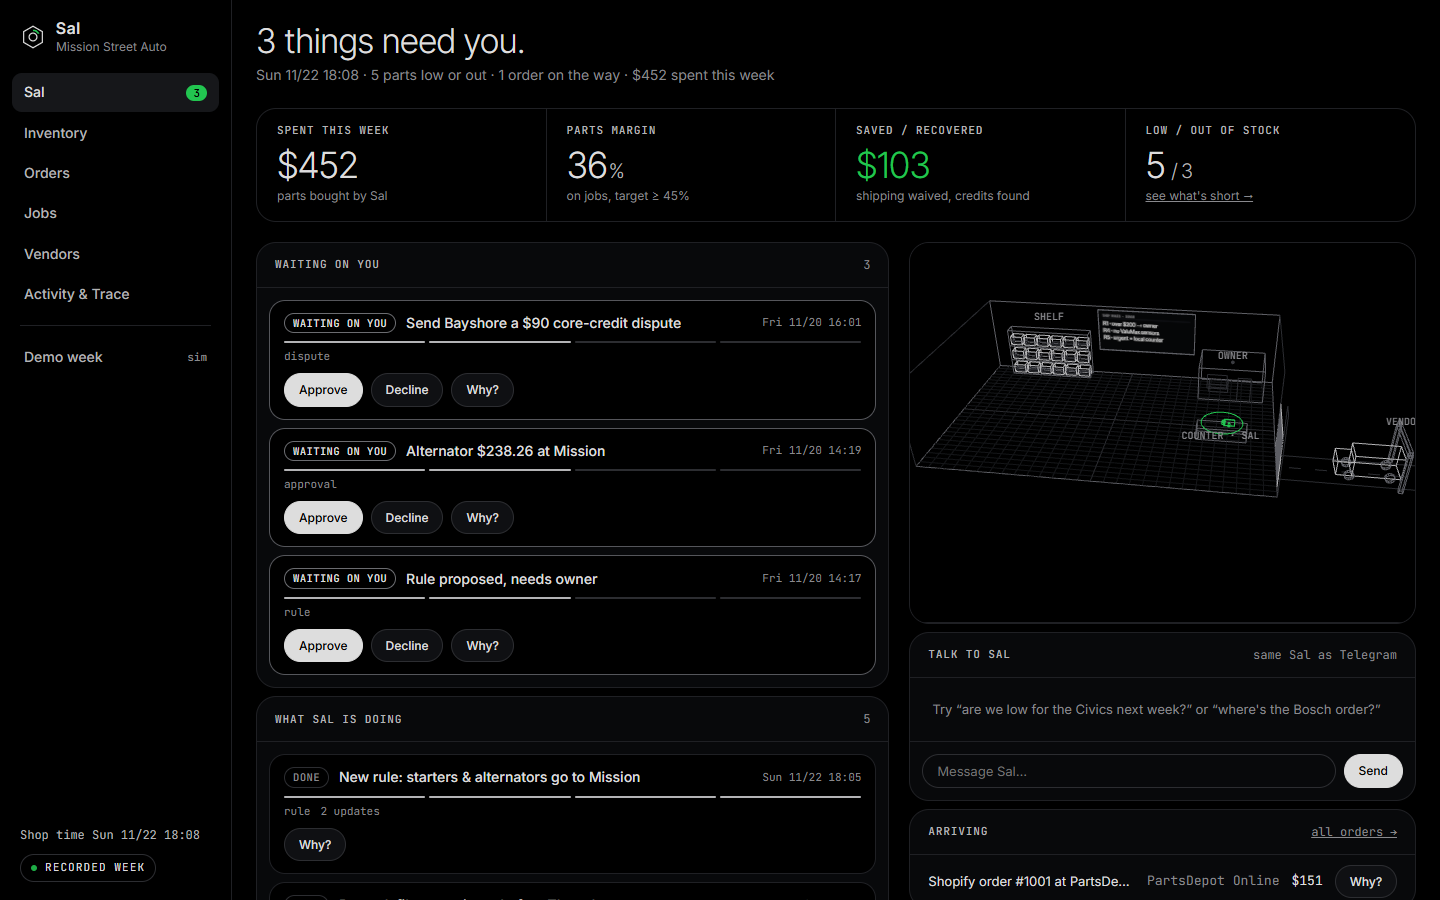 Sal
Mission Street Auto
Sal 3
Inventory
Orders
Jobs
Vendors
Activity & Trace
Demo week sim
Shop time Sun 11/22 18:08
RECORDED WEEK
3 things need you.
Sun 11/22 18:08 · 5 parts low or out · 1 order on the way · $452 spent this week
SPENT THIS WEEK
$452
parts bought by Sal
PARTS MARGIN
36%
on jobs, target ≥ 45%
SAVED / RECOVERED
$103
shipping waived, credits found
LOW / OUT OF STOCK
5 / 3
see what's short →
WAITING ON YOU 3
WAITING ON YOU Send Bayshore a $90 core-credit dispute Fri 11/20 16:01
dispute
Approve Decline Why?
WAITING ON YOU Alternator $238.26 at Mission Fri 11/20 14:19
approval
Approve Decline Why?
WAITING ON YOU Rule proposed, needs owner Fri 11/20 14:17
rule
Approve Decline Why?
WHAT SAL IS DOING 5
DONE New rule: starters & alternators go to Mission Sun 11/22 18:05
rule 2 updates
Why?
SHELF
OWNER
COUNTER · SAL
VENDO
TALK TO SAL same Sal as Telegram
Try “are we low for the Civics next week?” or “where's the Bosch order?”
Message Sal... Send
ARRIVING all orders →
Shopify order #1001 at PartsDe... PartsDepot Online $151 Why?